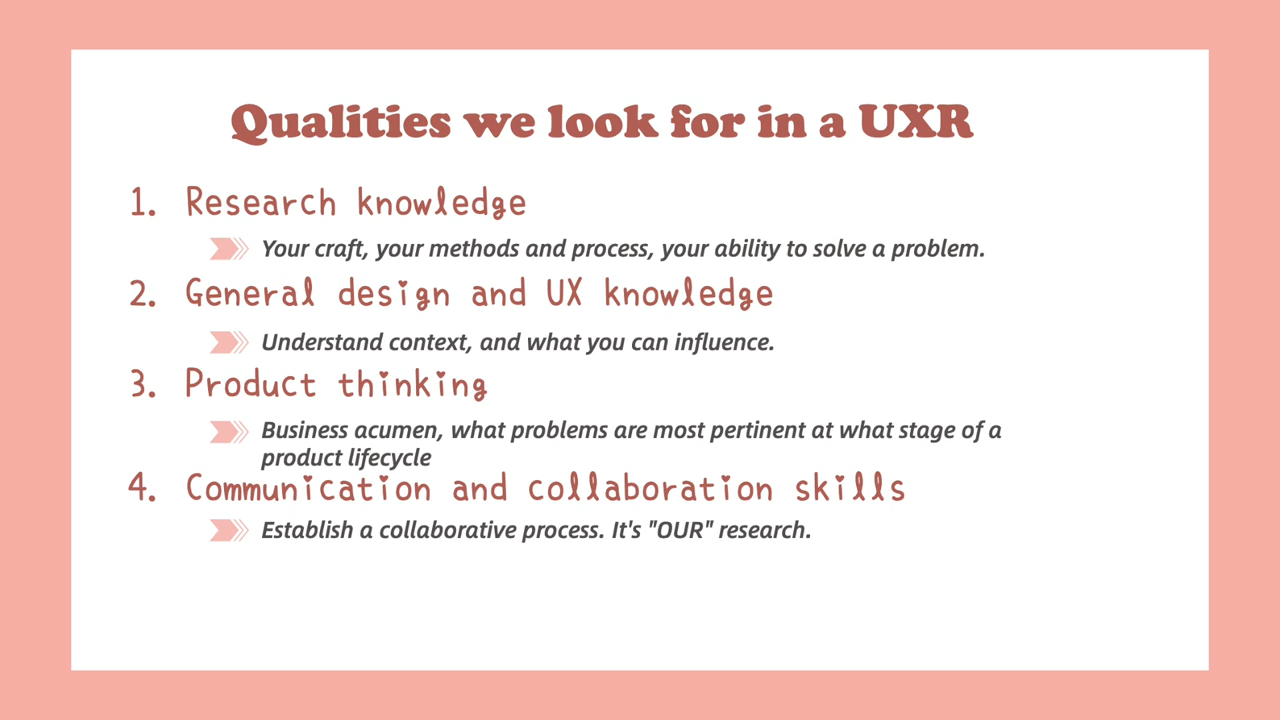 Qualities we look for in a UXR
1. Research knowledge
Your craft, your methods and process, your ability to solve a problem.
2. General design and UX knowledge
Understand context, and what you can influence.
3. Product thinking
Business acumen, what problems are most pertinent at what stage of a
product lifecycle
4. Communication and collaboration skills
Establish a collaborative process. It's "OUR" research.